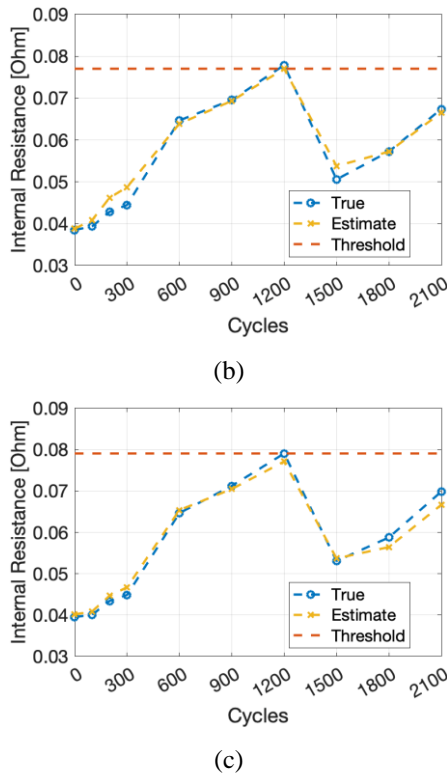 0.09
0.08
0.07
0.06
0.05
0.04
0.03
Internal Resistance [Ohm]
True
Estimate
Threshold
0
300
600
900
1200
1500
1800
2100
Cycles
(b)
0.09
0.08
0.07
0.06
0.05
0.04
0.03
Internal Resistance [Ohm]
True
Estimate
Threshold
0
300
600
900
1200
1500
1800
2100
Cycles
(c)